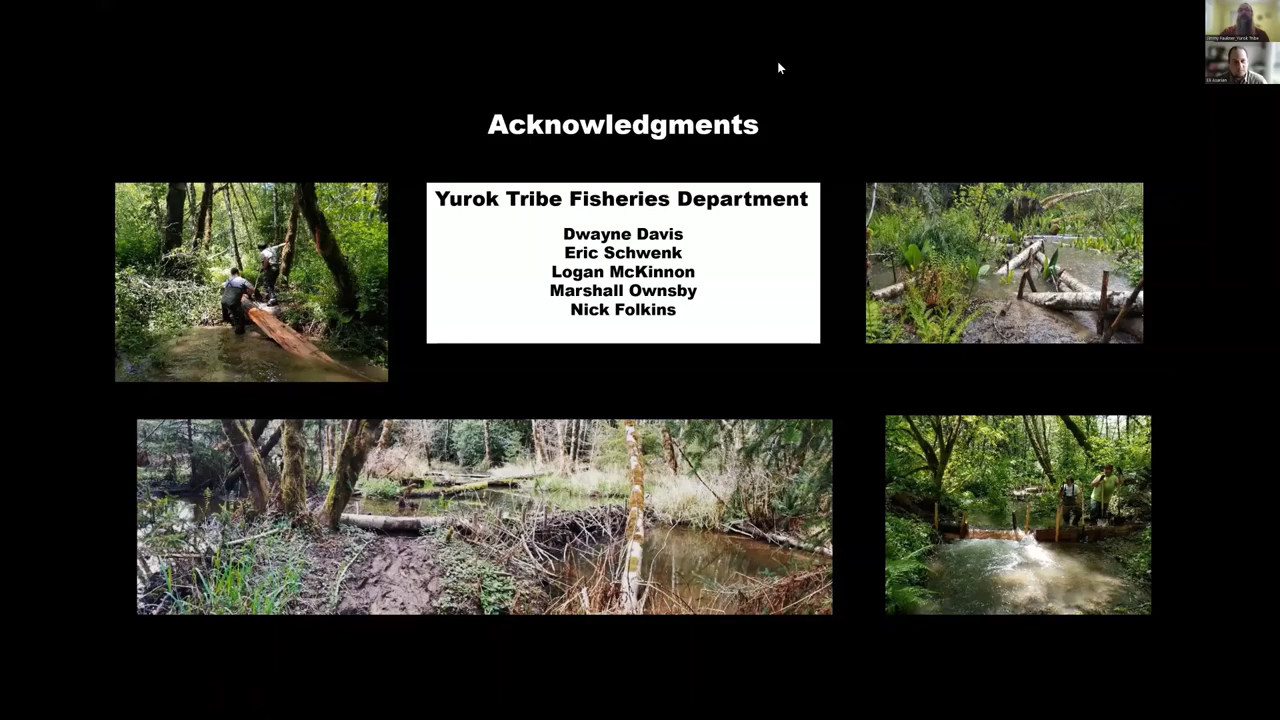 Acknowledgments
Yurok Tribe Fisheries Department
Dwayne Davis
Eric Schwenk
Logan McKinnon
Marshall Ownsby
Nick Folkins